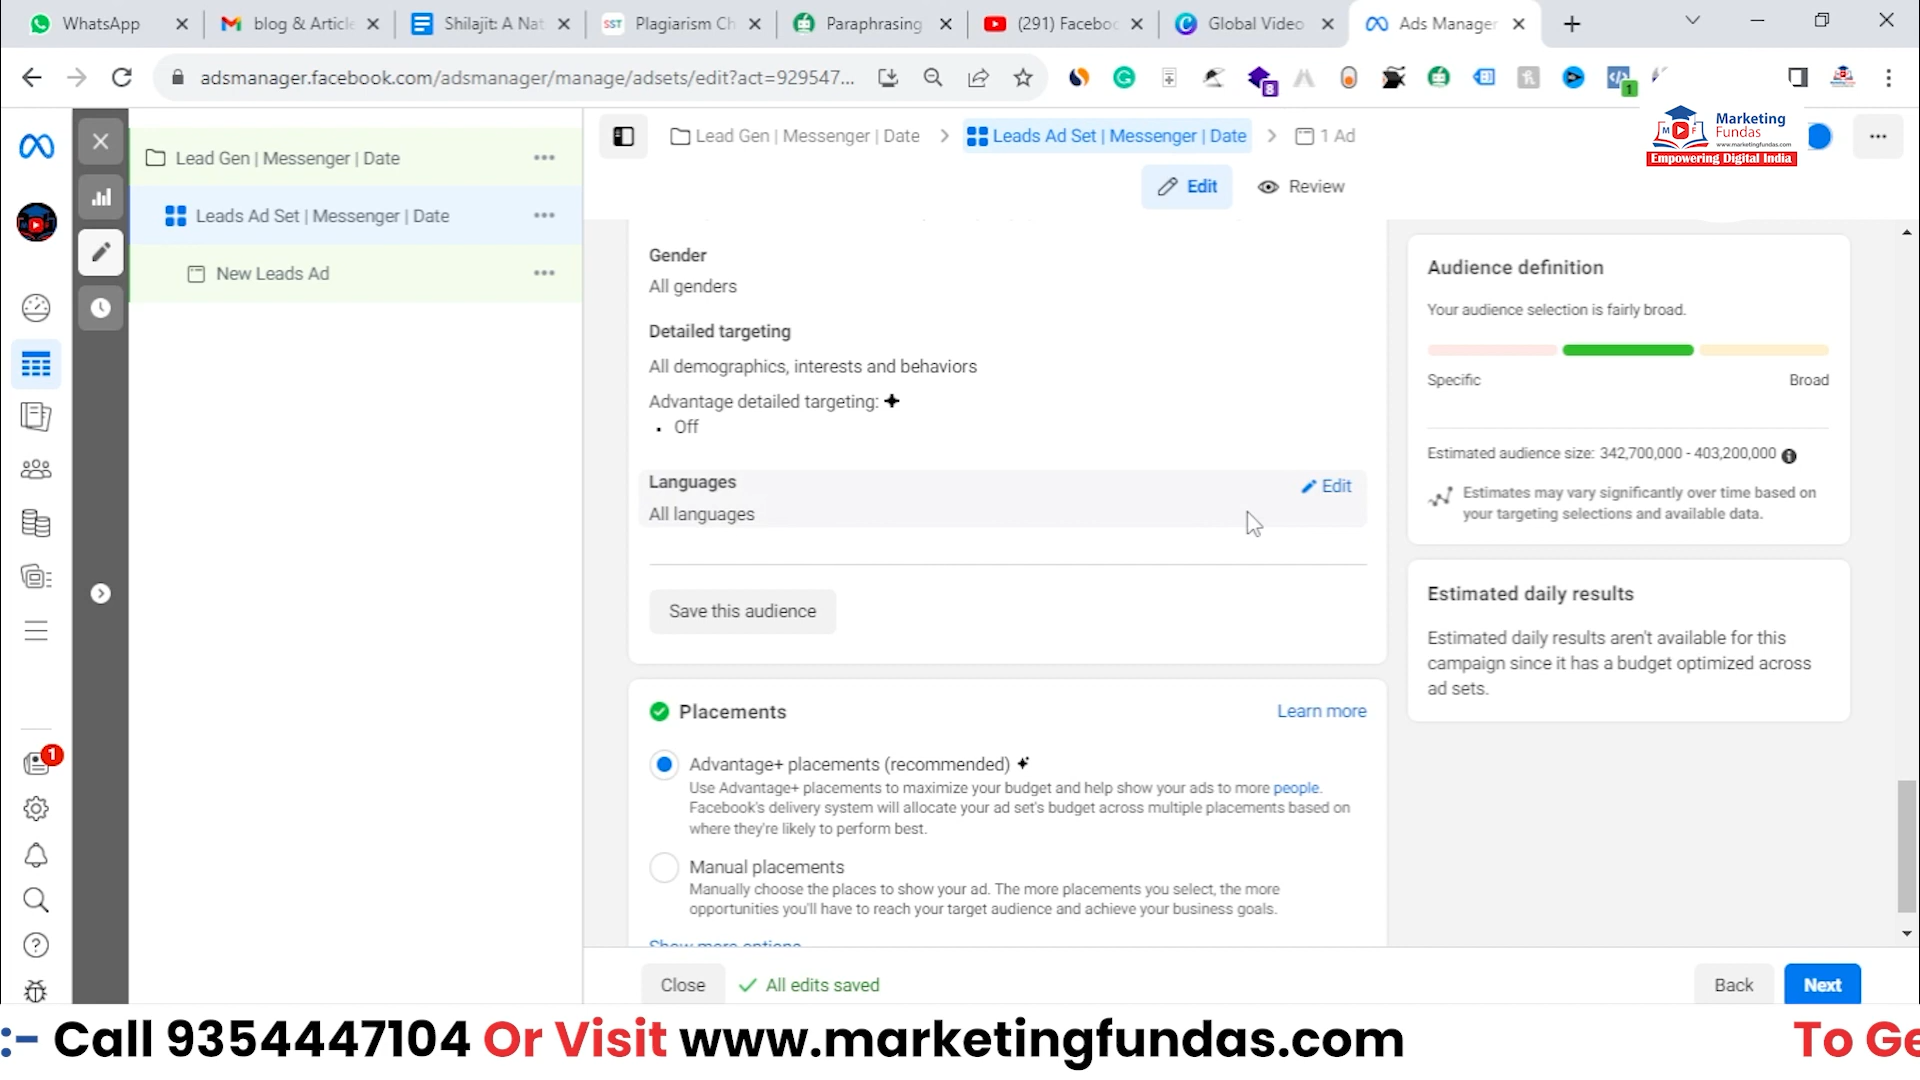 WhatsApp
blog & Article
Shilajit: A Nat
SST Plagiarism Ch
Paraphrasing
(291) Facebo
Global Video
Ads Manager
adsmanager.facebook.com/adsmanager/manage/adsets/edit?act=929547...
8
1
Marketing
Fundas
www.marketingfundas.com
Empowering Digital India
Lead Gen | Messenger | Date
Leads Ad Set | Messenger | Date
New Leads Ad
Lead Gen | Messenger | Date > Leads Ad Set | Messenger | Date > 1 Ad
Edit
Review
Gender
All genders
Detailed targeting
All demographics, interests and behaviors
Advantage detailed targeting:
Off
Languages
Edit
All languages
Save this audience
Placements
Learn more
Advantage+ placements (recommended)
Use Advantage+ placements to maximize your budget and help show your ads to more people.
Facebook's delivery system will allocate your ad set's budget across multiple placements based on
where they're likely to perform best.
Manual placements
Manually choose the places to show your ad. The more placements you select, the more
opportunities you'll have to reach your target audience and achieve your business goals.
Show more options
Audience definition
Your audience selection is fairly broad.
Specific
Broad
Estimated audience size: 342,700,000 - 403,200,000
Estimates may vary significantly over time based on
your targeting selections and available data.
Estimated daily results
Estimated daily results aren't available for this
campaign since it has a budget optimized across
ad sets.
1
Close
All edits saved
Back
Next
:- Call 9354447104 Or Visit www.marketingfundas.com
To Ge